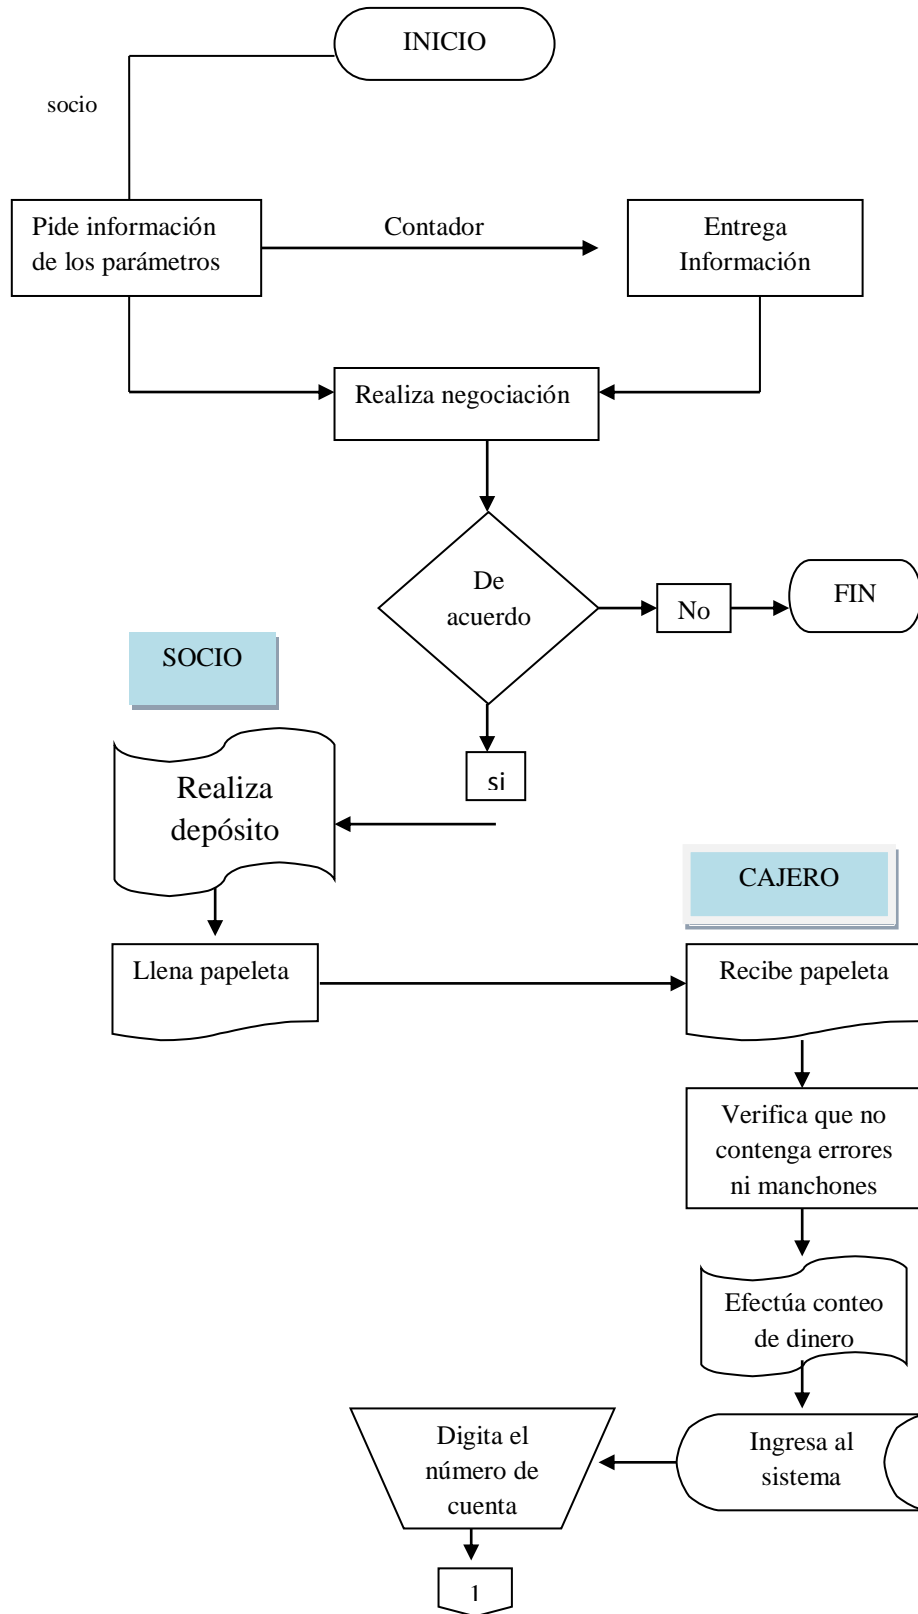 INICIO
socio
Pide información
de los parámetros
Contador
Entrega
Información
Realiza negociación
De
acuerdo
No
FIN
SOCIO
si
Realiza
depósito
CAJERO
Llena papeleta
Recibe papeleta
Verifica que no
contenga errores
ni manchones
Efectúa conteo
de dinero
Ingresa al
sistema
Digita el
número de
cuenta
1